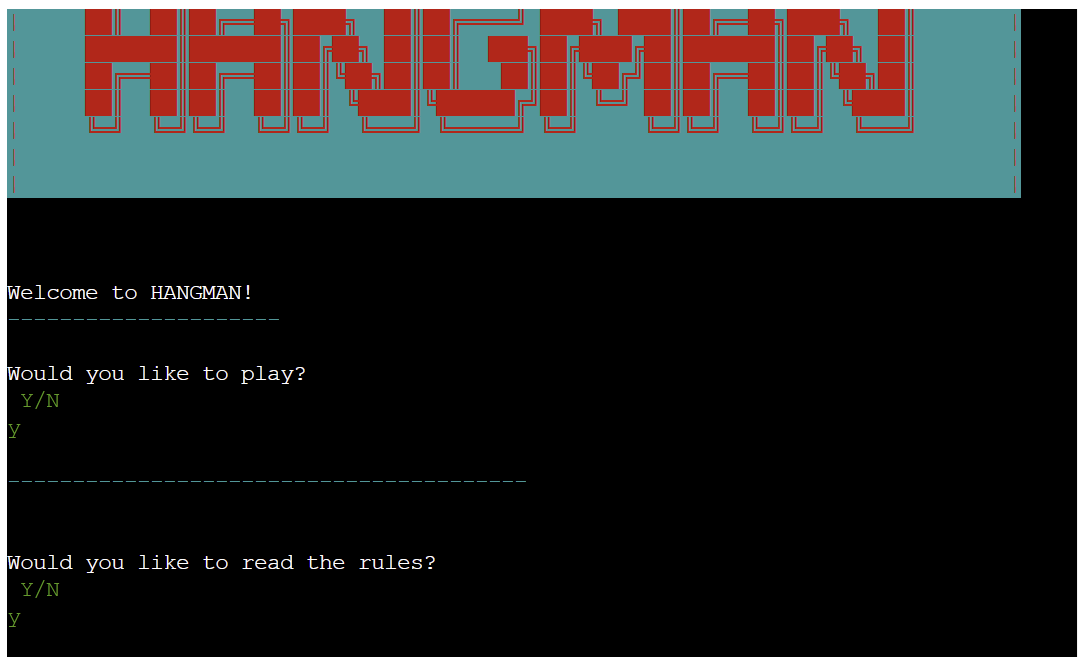 HANGMAN
Welcome to HANGMAN!
---------------------
Would you like to play?
Y/N
y
----------------------------------------
Would you like to read the rules?
Y/N
y